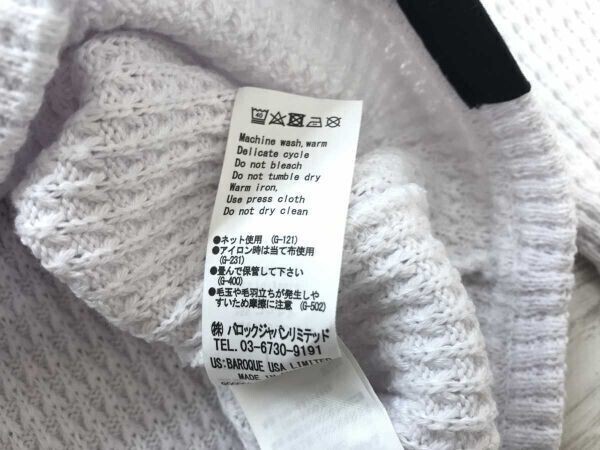 40
Machine wash, warm
Delicate cycle
Do not bleach
Do not tumble dry
Warm iron,
Use press cloth
Do not dry clean
●ネット使用 (G-121)
●アイロン時は当て布使用
(G-231)
●畳んで保管して下さい
(G-400)
●毛玉や毛羽立ちが発生しや
すいため摩擦に注意 (G-502)
㈱バロックジャパンリミテッド
TEL. 03-6730-9191
US:BAROQUE USA LIMITED
MADE IN